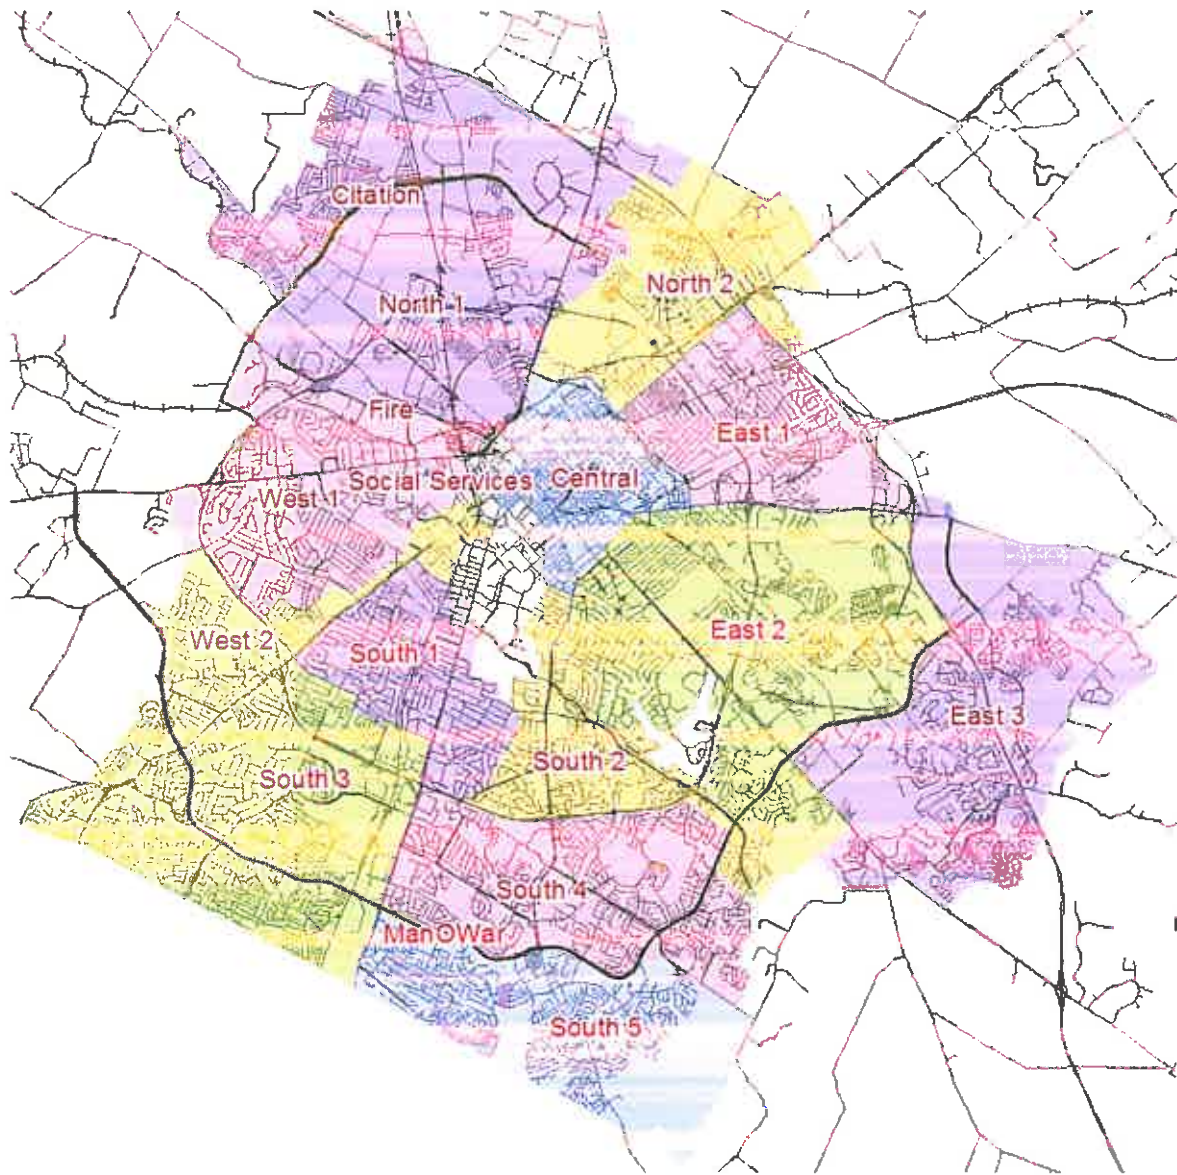 Citation
North 2
North 1
Fire
East 1
Social Services
Central
West 1
East 2
West 2
South 1
East 3
South 2
South 3
South 4
ManOWar
South 5